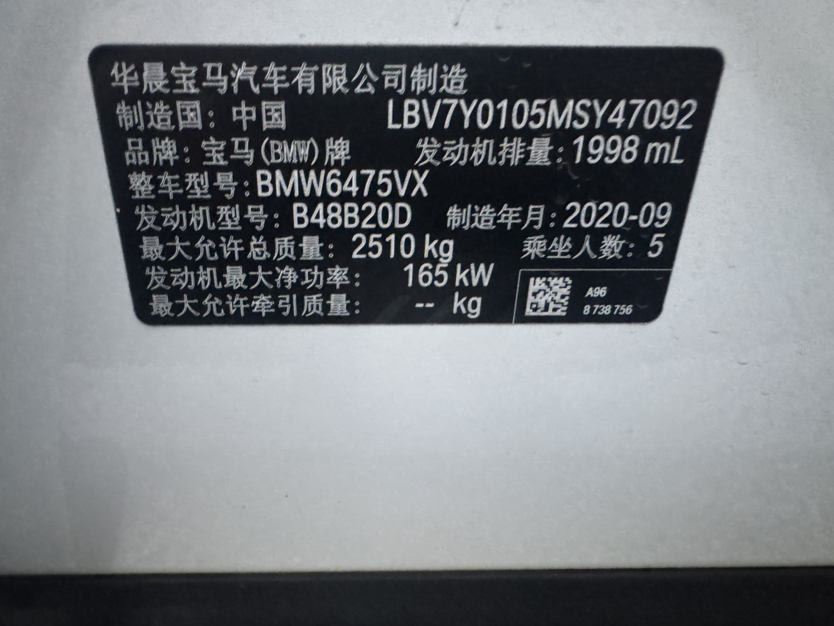 华晨宝马汽车有限公司制造
制造国：中国 LBV7Y0105MSY47092
品牌：宝马(BMW)牌 发动机排量：1998 mL
整车型号：BMW6475VX
发动机型号：B48B20D 制造年月：2020-09
最大允许总质量：2510 kg 乘坐人数：5
发动机最大净功率：165 kW
最大允许牵引质量：-- kg
A96
8 738 756